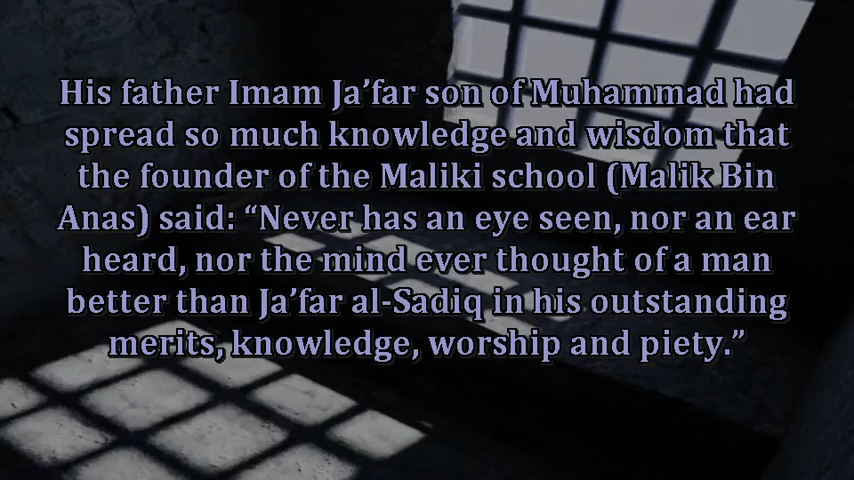 His father Imam Ja’far son of Muhammad had
spread so much knowledge and wisdom that
the founder of the Maliki school (Malik Bin
Anas) said: “Never has an eye seen, nor an ear
heard, nor the mind ever thought of a man
better than Ja’far al-Sadiq in his outstanding
merits, knowledge, worship and piety.”